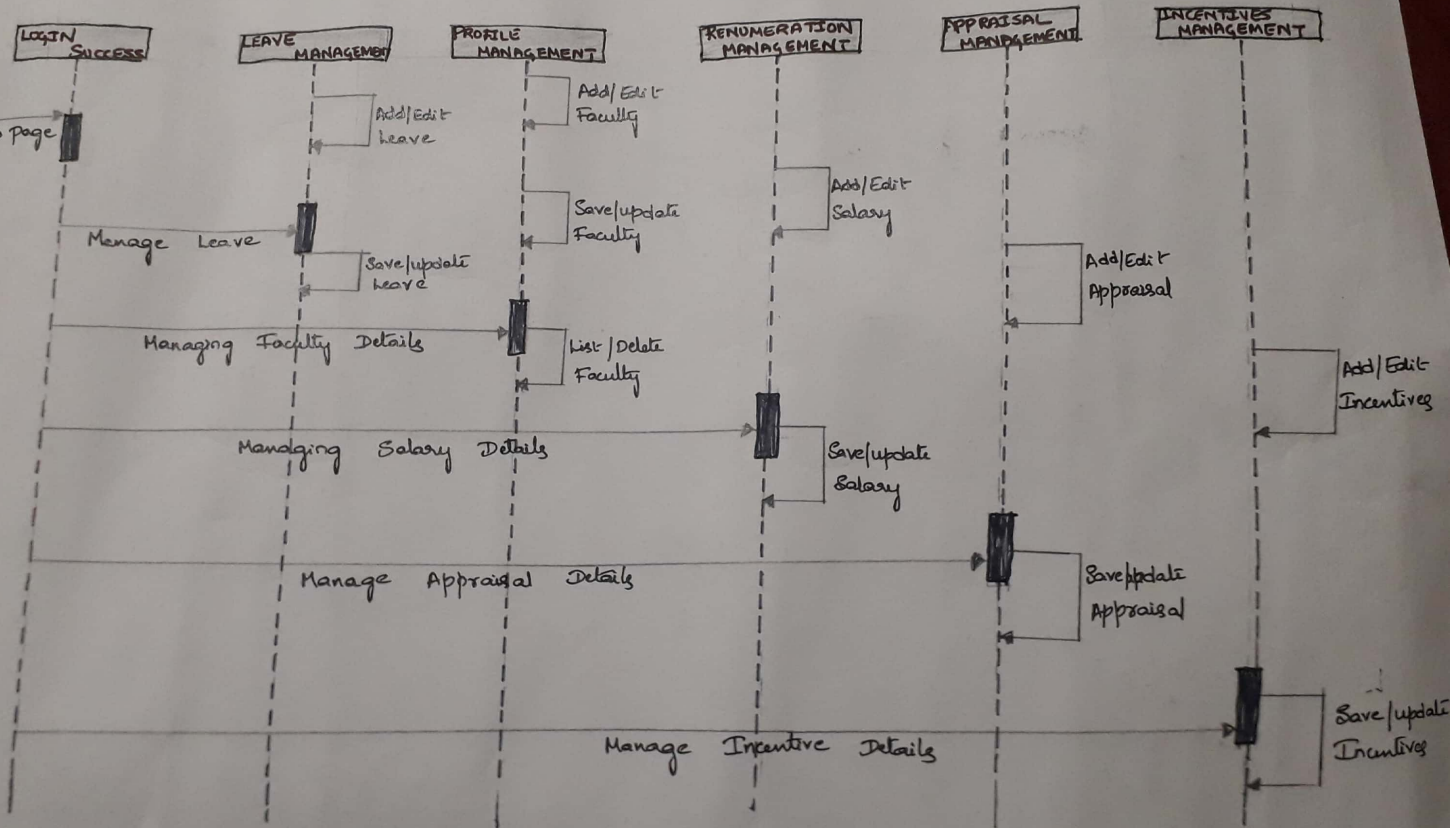 LOGIN
SUCCESS
LEAVE
MANAGEMEN
PROFILE
MANAGEMENT
RENUMERATION
MANAGEMENT
APPRAISAL
MANAGEMENT
INCENTIVES
MANAGEMENT
Page
Add/Edit
Leave
Add/Edit
Faculty
Add/Edit
Salary
Save/update
Faculty
Manage Leave
Save/update
Leave
Add/Edit
Appraisal
Managing Faculty Details
List/Delete
Faculty
Add/Edit
Incentives
Managing Salary Details
Save/update
Salary
Manage Appraisal Details
Save/update
Appraisal
Manage Incentive Details
Save/update
Incentives